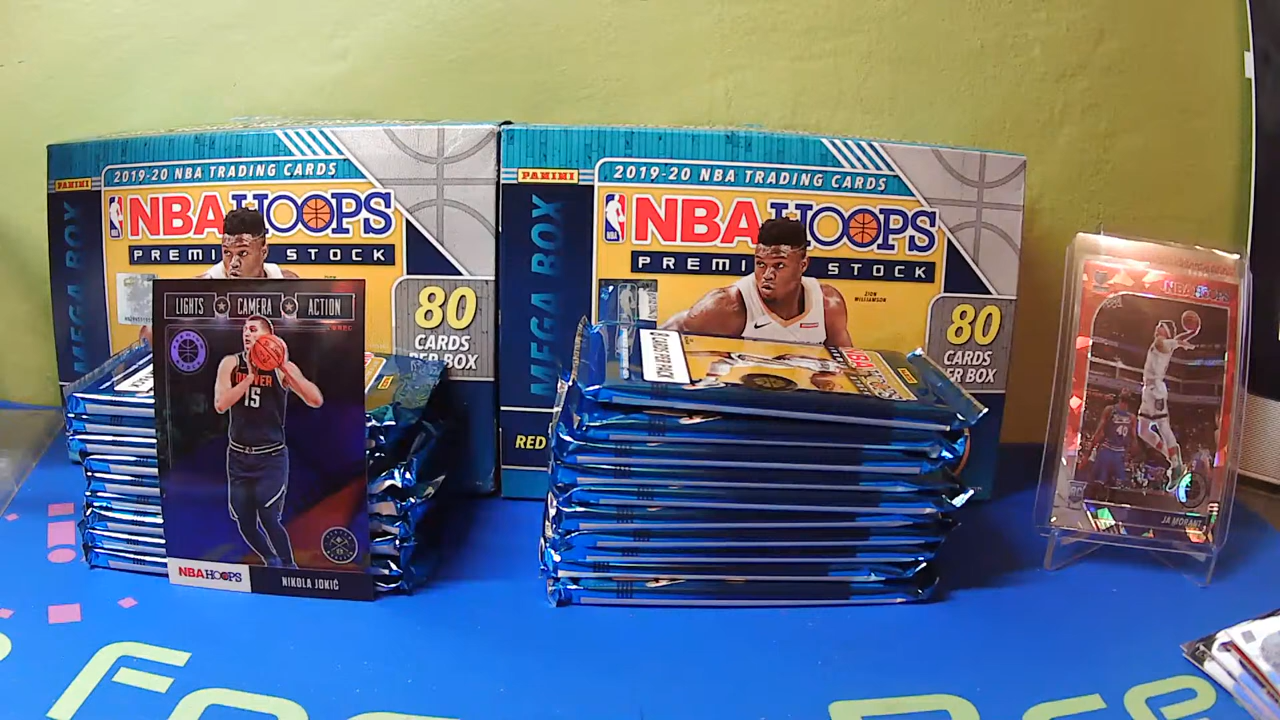 PANINI
2019-20 NBA TRADING CARDS
NBA HOOPS
PREMI STOCK
MEGA BOX
80
CARDS
PER BOX
PANINI
2019-20 NBA TRADING CARDS
NBA HOOPS
PREMI STOCK
MEGA BOX
ZION
WILLIAMSON
80
CARDS
PER BOX
RED
LIGHTS CAMERA ACTION
DENVER
15
NBA HOOPS
NIKOLA JOKIĆ
NBA HOOPS
40
JA MORANT